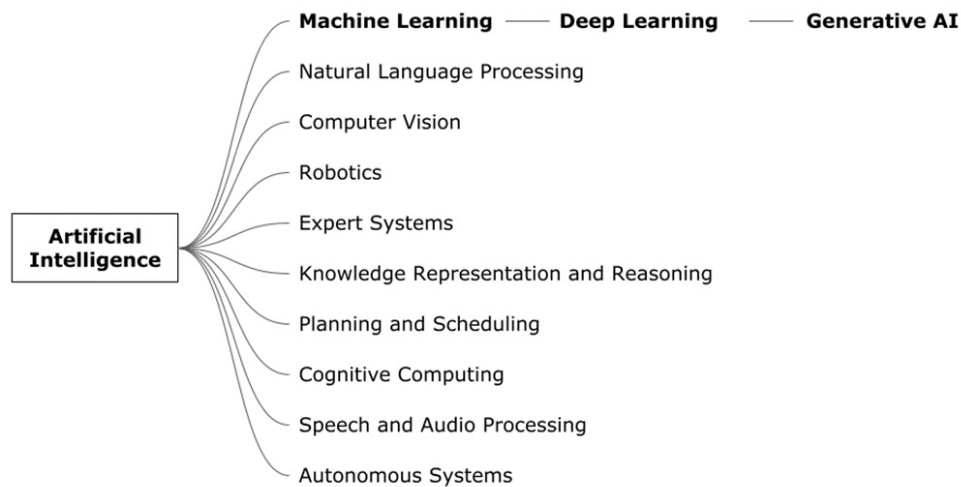 Machine Learning Deep Learning Generative AI
Natural Language Processing
Computer Vision
Robotics
Expert Systems
Artificial
Intelligence
Knowledge Representation and Reasoning
Planning and Scheduling
Cognitive Computing
Speech and Audio Processing
Autonomous Systems